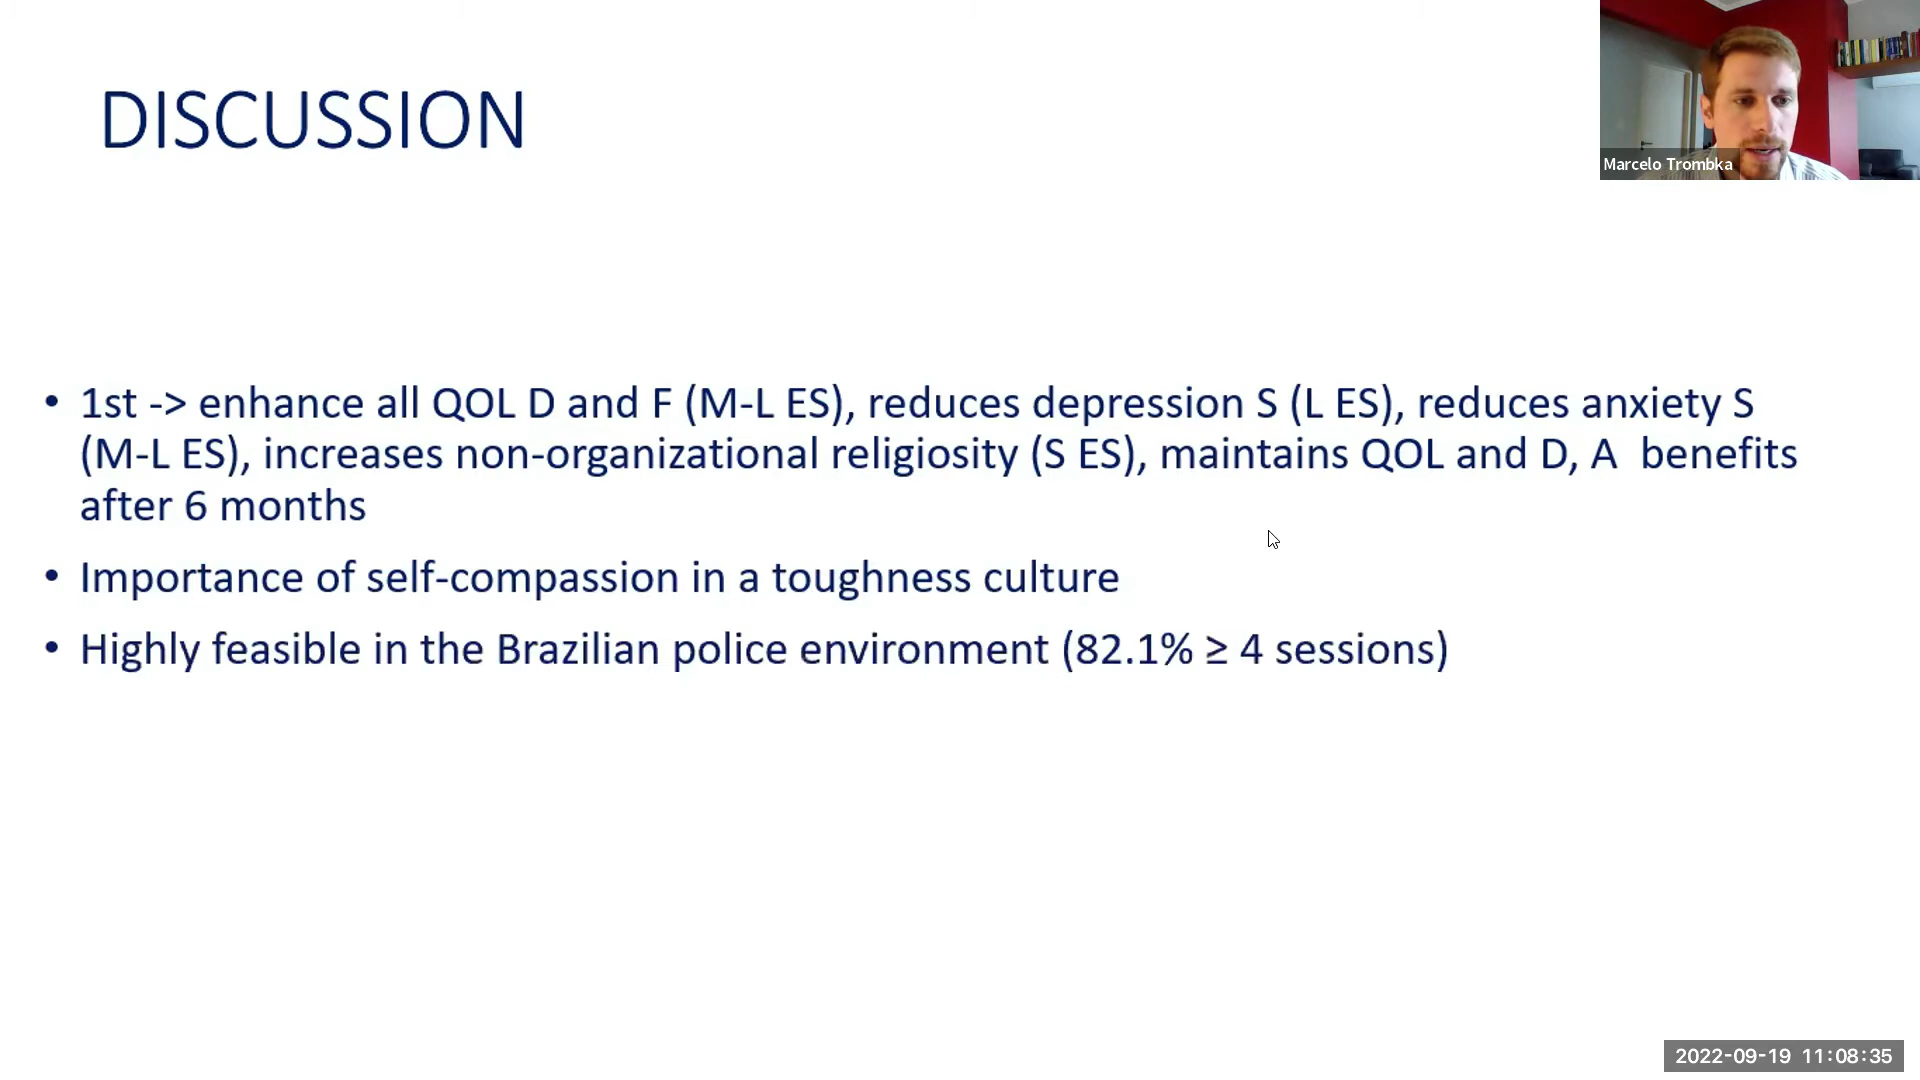 DISCUSSION
Marcelo Trombka
• 1st -> enhance all QOL D and F (M-L ES), reduces depression S (L ES), reduces anxiety S
(M-L ES), increases non-organizational religiosity (S ES), maintains QOL and D, A  benefits
after 6 months
• Importance of self-compassion in a toughness culture
• Highly feasible in the Brazilian police environment (82.1% ≥ 4 sessions)
2022-09-19 11:08:35